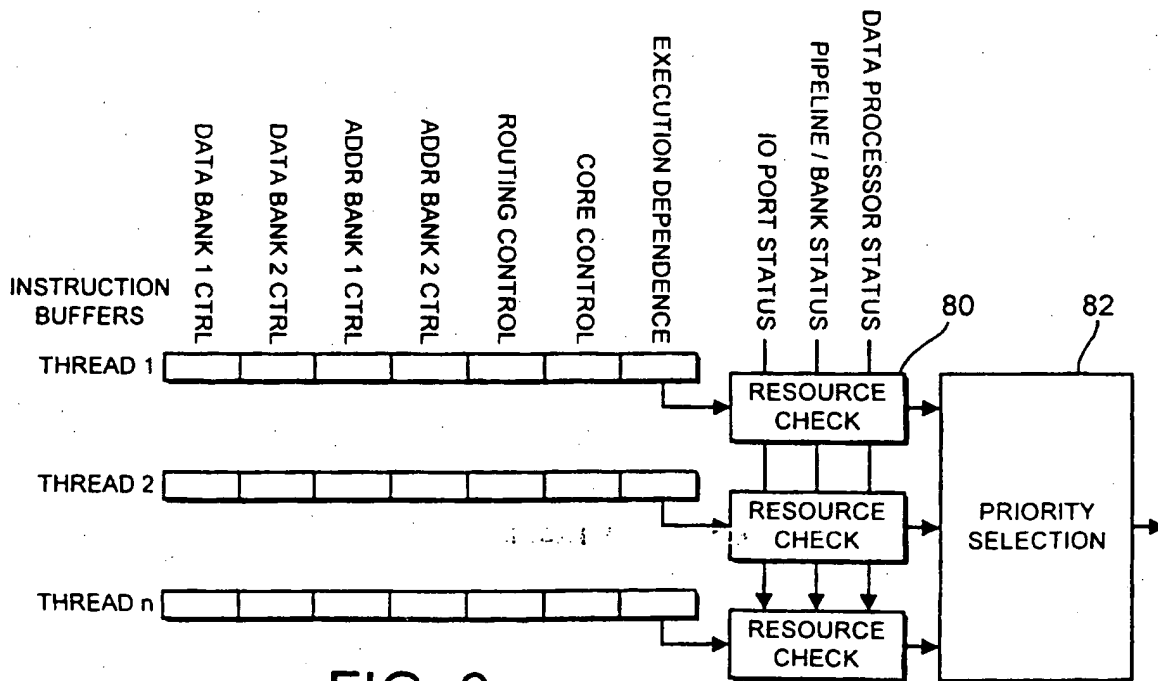 DATA BANK 1 CTRL
DATA BANK 2 CTRL
ADDR BANK 1 CTRL
ADDR BANK 2 CTRL
ROUTING CONTROL
CORE CONTROL
EXECUTION DEPENDENCE
IO PORT STATUS
PIPELINE / BANK STATUS
DATA PROCESSOR STATUS
80
82
INSTRUCTION
BUFFERS
THREAD 1
RESOURCE
CHECK
THREAD 2
RESOURCE
CHECK
PRIORITY
SELECTION
THREAD n
RESOURCE
CHECK
FIG.